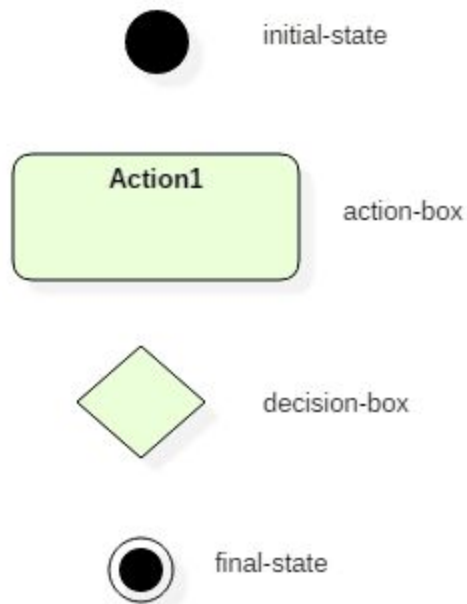 initial-state
Action1
action-box
decision-box
final-state